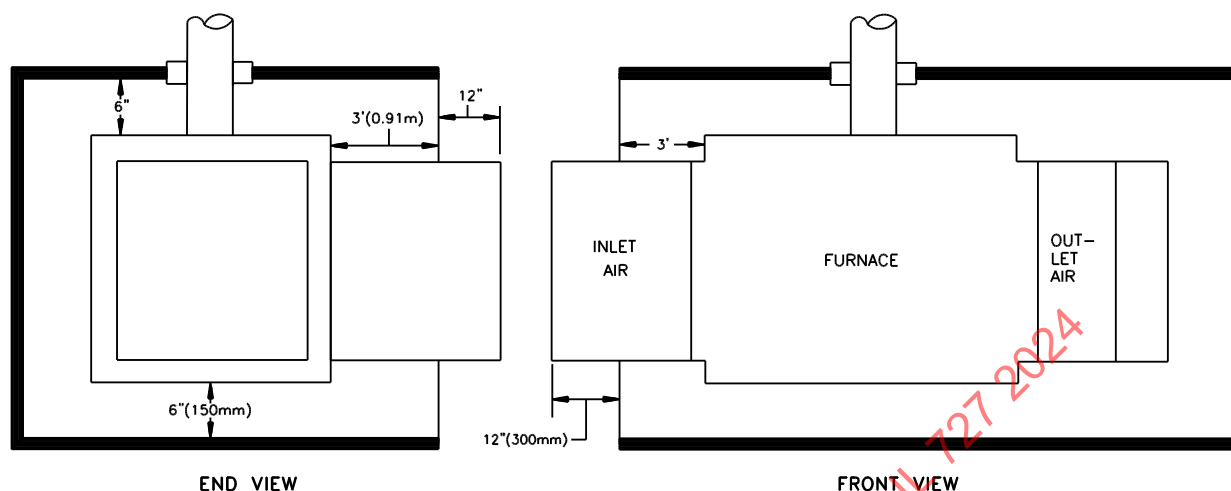 6"
3'(0.91m)
12"
6"(150mm)
END VIEW
3'
INLET
AIR
FURNACE
OUT–
LET
AIR
12"(300mm)
FRONT VIEW
727 2024